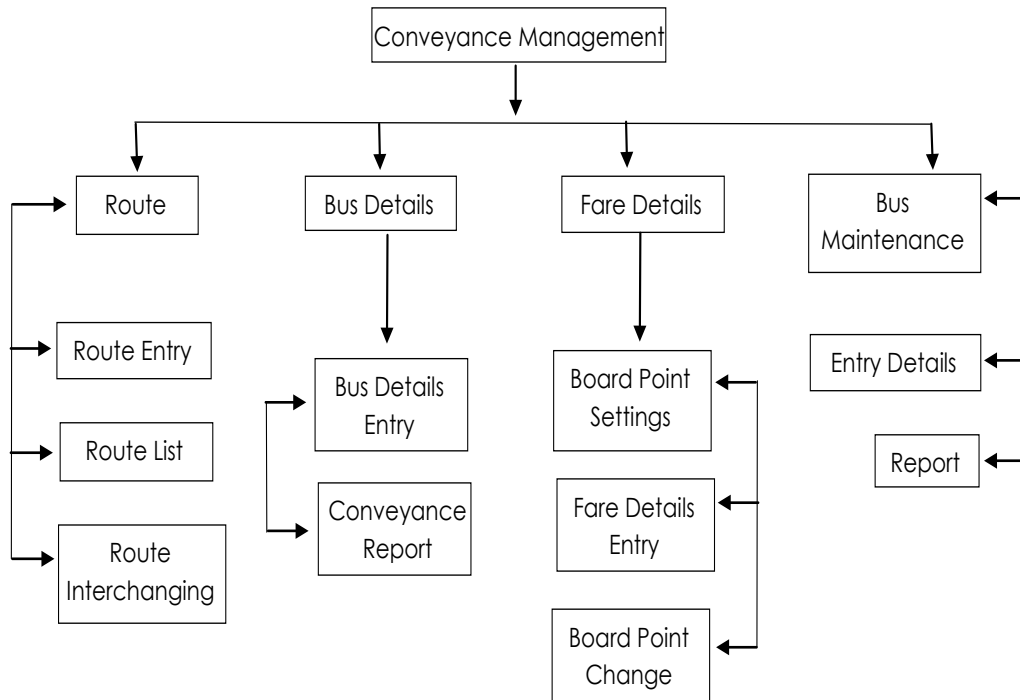 Conveyance Management
Route
Bus Details
Fare Details
Bus
Maintenance
Route Entry
Route List
Route
Interchanging
Bus Details
Entry
Conveyance
Report
Board Point
Settings
Fare Details
Entry
Board Point
Change
Entry Details
Report